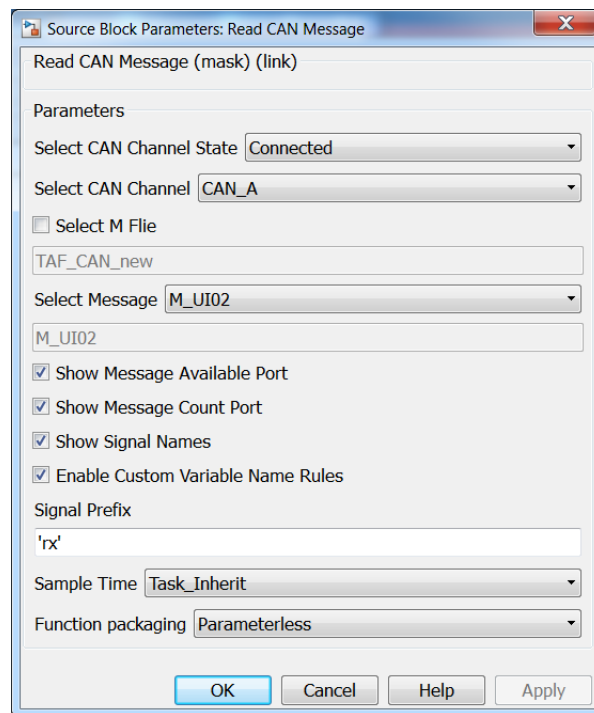 Source Block Parameters: Read CAN Message
Read CAN Message (mask) (link)
Parameters
Select CAN Channel State Connected
Select CAN Channel CAN_A
Select M Flie
TAF_CAN_new
Select Message M_UI02
M_UI02
Show Message Available Port
Show Message Count Port
Show Signal Names
Enable Custom Variable Name Rules
Signal Prefix
'rx'
Sample Time Task_Inherit
Function packaging Parameterless
OK Cancel Help Apply